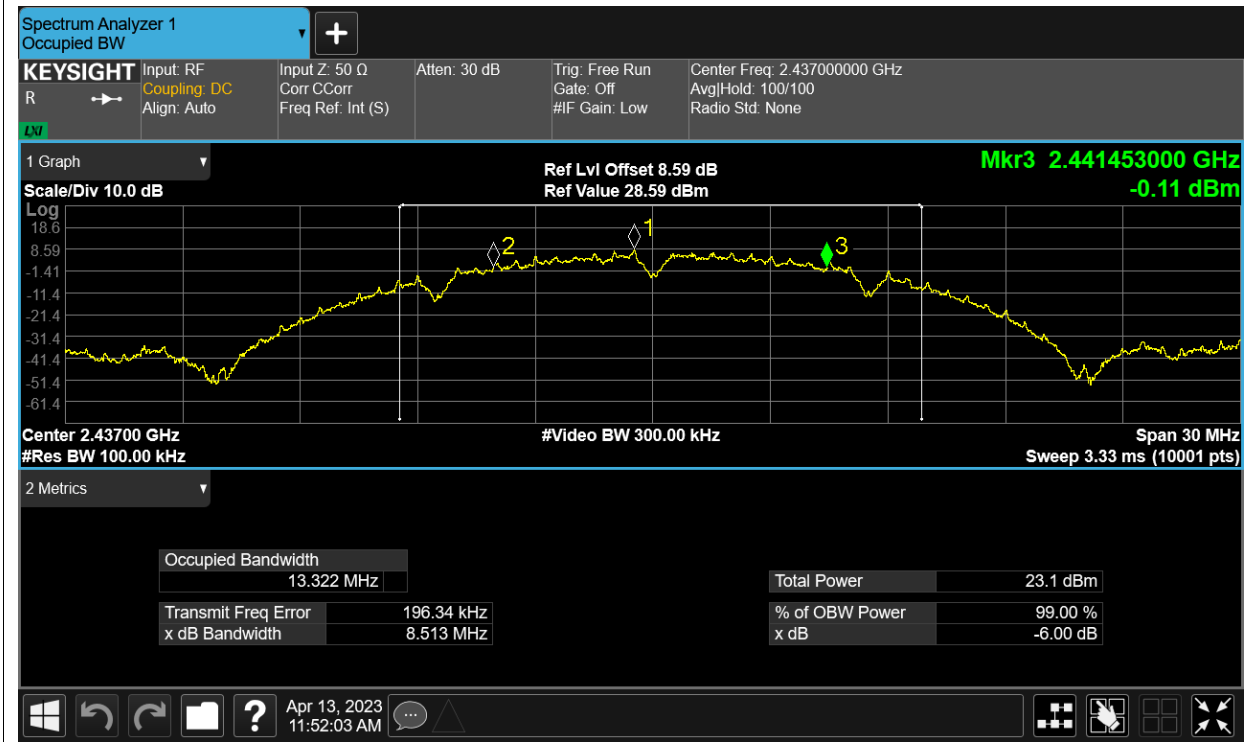 Spectrum Analyzer 1
Occupied BW
KEYSIGHT
R
LXI
Input: RF
Coupling: DC
Align: Auto
Input Z: 50 Ω
Corr CCorr
Freq Ref: Int (S)
Atten: 30 dB
Trig: Free Run
Gate: Off
#IF Gain: Low
Center Freq: 2.437000000 GHz
Avg|Hold: 100/100
Radio Std: None
1 Graph
Scale/Div 10.0 dB
Ref Lvl Offset 8.59 dB
Ref Value 28.59 dBm
Mkr3 2.441453000 GHz
-0.11 dBm
Log
18.6
8.59
-1.41
-11.4
-21.4
-31.4
-41.4
-51.4
-61.4
2
1
3
Center 2.43700 GHz
#Res BW 100.00 kHz
#Video BW 300.00 kHz
Span 30 MHz
Sweep 3.33 ms (10001 pts)
2 Metrics
Occupied Bandwidth
13.322 MHz
Transmit Freq Error 196.34 kHz
x dB Bandwidth 8.513 MHz
Total Power 23.1 dBm
% of OBW Power 99.00 %
x dB -6.00 dB
?
Apr 13, 2023
11:52:03 AM